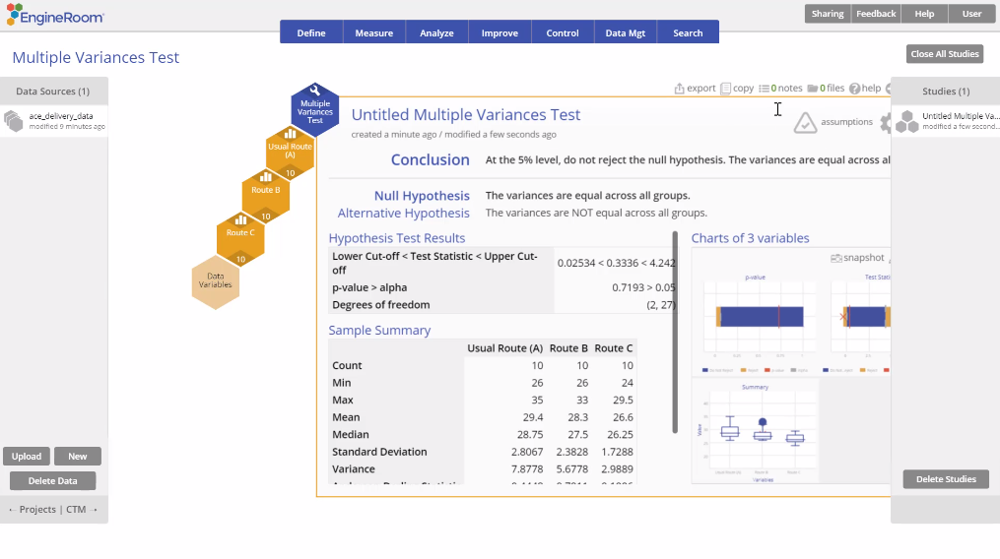 EngineRoom®
Sharing Feedback Help User
Define Measure Analyze Improve Control Data Mgt Search
Multiple Variances Test
Close All Studies
Data Sources (1)
ace_delivery_data
modified 9 minutes ago
Multiple
Variances
Test
Usual Route
(A)
10
Route B
10
Route C
10
Data
Variables
export copy 0 notes 0 files help
Untitled Multiple Variances Test
created a minute ago / modified a few seconds ago
assumptions
Conclusion At the 5% level, do not reject the null hypothesis. The variances are equal across al
Null Hypothesis The variances are equal across all groups.
Alternative Hypothesis The variances are NOT equal across all groups.
Hypothesis Test Results
Lower Cut-off < Test Statistic < Upper Cut-
off 0.02534 < 0.3336 < 4.242
p-value > alpha 0.7193 > 0.05
Degrees of freedom (2, 27)
Sample Summary
Usual Route (A) Route B Route C
Count 10 10 10
Min 26 26 24
Max 35 33 29.5
Mean 29.4 28.3 26.6
Median 28.75 27.5 26.25
Standard Deviation 2.8067 2.3828 1.7288
Variance 7.8778 5.6778 2.9889
Charts of 3 variables
snapshot
p-value
Test Stati
Summary
Value
Variables
Studies (1)
Untitled Multiple Va...
modified a few second...
Upload New
Delete Data
← Projects | CTM →
Delete Studies